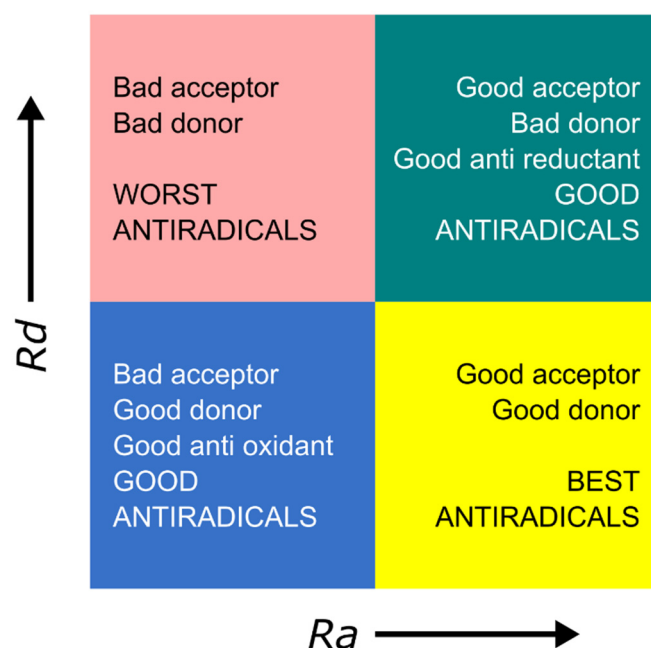 Bad acceptor
Bad donor
WORST
ANTIRADICALS
Good acceptor
Bad donor
Good anti reductant
GOOD
ANTIRADICALS
Rd
Bad acceptor
Good donor
Good anti oxidant
GOOD
ANTIRADICALS
Good acceptor
Good donor
BEST
ANTIRADICALS
Ra